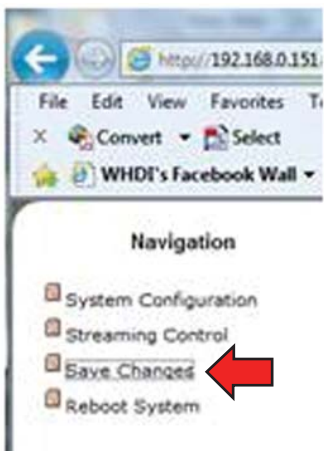 http://192.168.0.151
File Edit View Favorites T
X Convert Select
WHDI's Facebook Wall
Navigation
System Configuration
Streaming Control
Save Changes
Reboot System